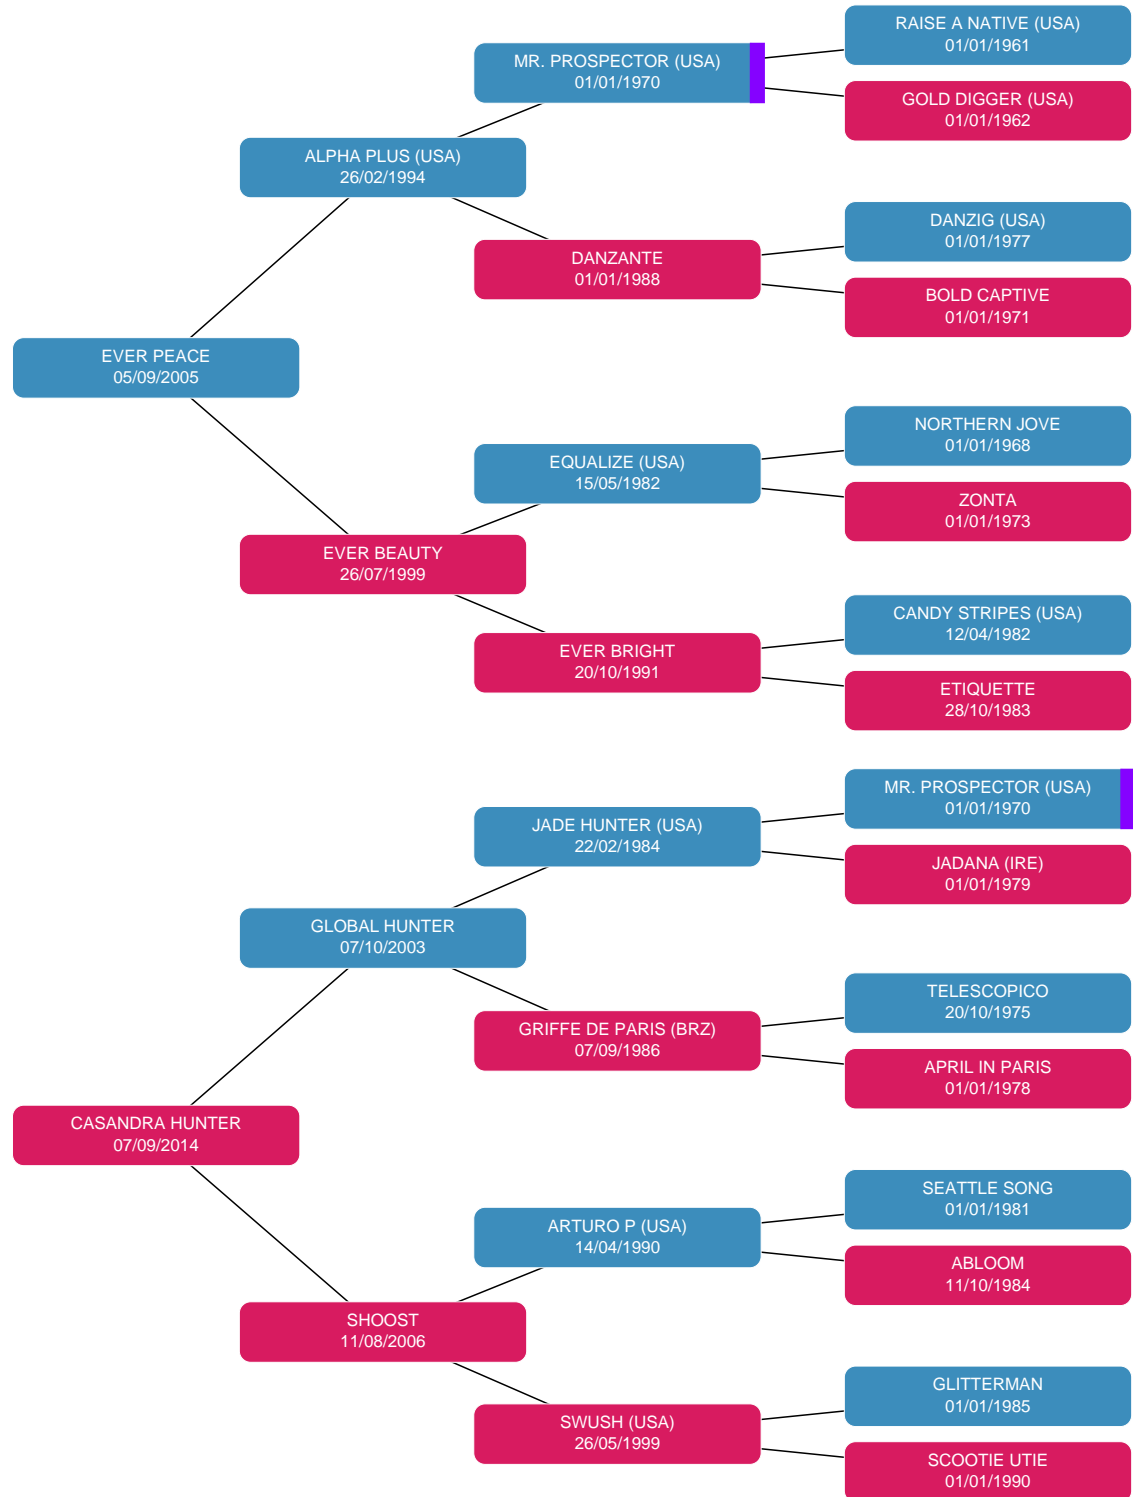 RAISE A NATIVE (USA)
01/01/1961
MR. PROSPECTOR (USA)
01/01/1970
GOLD DIGGER (USA)
01/01/1962
ALPHA PLUS (USA)
26/02/1994
DANZIG (USA)
01/01/1977
DANZANTE
01/01/1988
BOLD CAPTIVE
01/01/1971
EVER PEACE
05/09/2005
NORTHERN JOVE
01/01/1968
EQUALIZE (USA)
15/05/1982
ZONTA
01/01/1973
EVER BEAUTY
26/07/1999
CANDY STRIPES (USA)
12/04/1982
EVER BRIGHT
20/10/1991
ETIQUETTE
28/10/1983
MR. PROSPECTOR (USA)
01/01/1970
JADE HUNTER (USA)
22/02/1984
JADANA (IRE)
01/01/1979
GLOBAL HUNTER
07/10/2003
TELESCOPICO
20/10/1975
GRIFFE DE PARIS (BRZ)
07/09/1986
APRIL IN PARIS
01/01/1978
CASANDRA HUNTER
07/09/2014
SEATTLE SONG
01/01/1981
ARTURO P (USA)
14/04/1990
ABLOOM
11/10/1984
SHOOST
11/08/2006
GLITTERMAN
01/01/1985
SWUSH (USA)
26/05/1999
SCOOTIE UTIE
01/01/1990